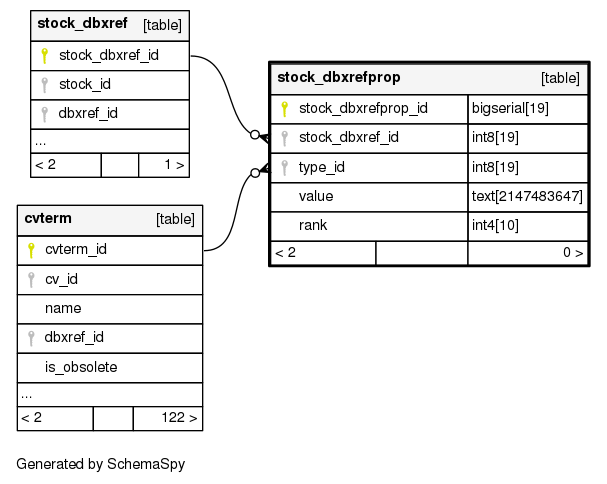 stock_dbxref [table]
stock_dbxref_id
stock_id
dbxref_id
...
< 2 1 >
stock_dbxrefprop [table]
stock_dbxrefprop_id bigserial[19]
stock_dbxref_id int8[19]
type_id int8[19]
value text[2147483647]
rank int4[10]
< 2 0 >
cvterm [table]
cvterm_id
cv_id
name
dbxref_id
is_obsolete
...
< 2 122 >
Generated by SchemaSpy